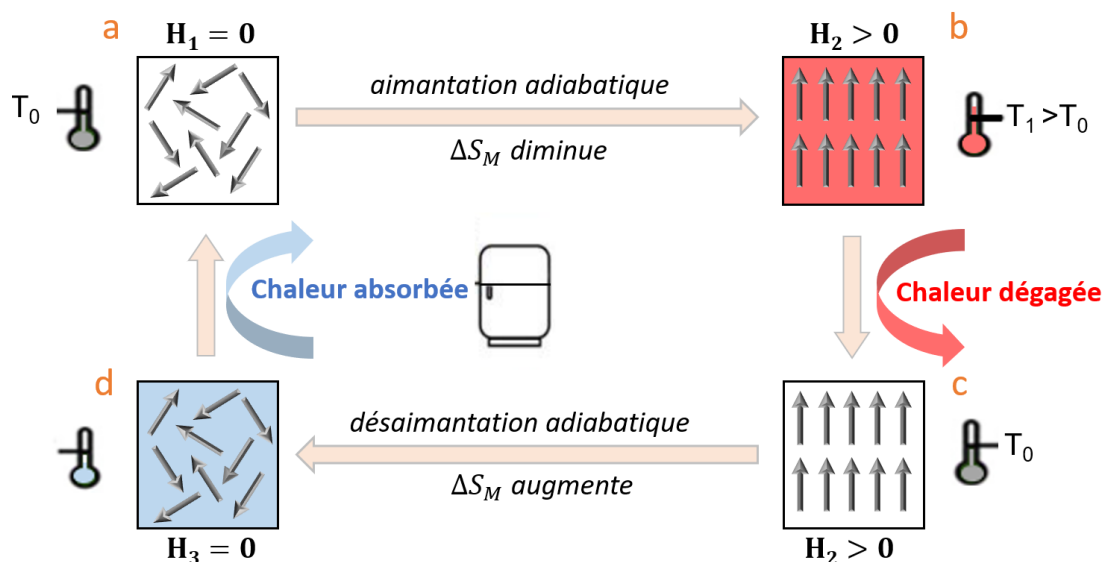 a
H₁ = 0
H₂ > 0
b
T₀
aimantation adiabatique
ΔS_M diminue
T₁ >T₀
Chaleur absorbée
Chaleur dégagée
d
c
désaimantation adiabatique
ΔS_M augmente
T₀
H₃ = 0
H₂ > 0